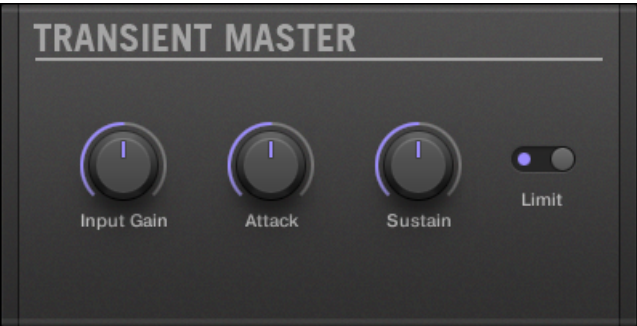 TRANSIENT MASTER
Input Gain
Attack
Sustain
Limit